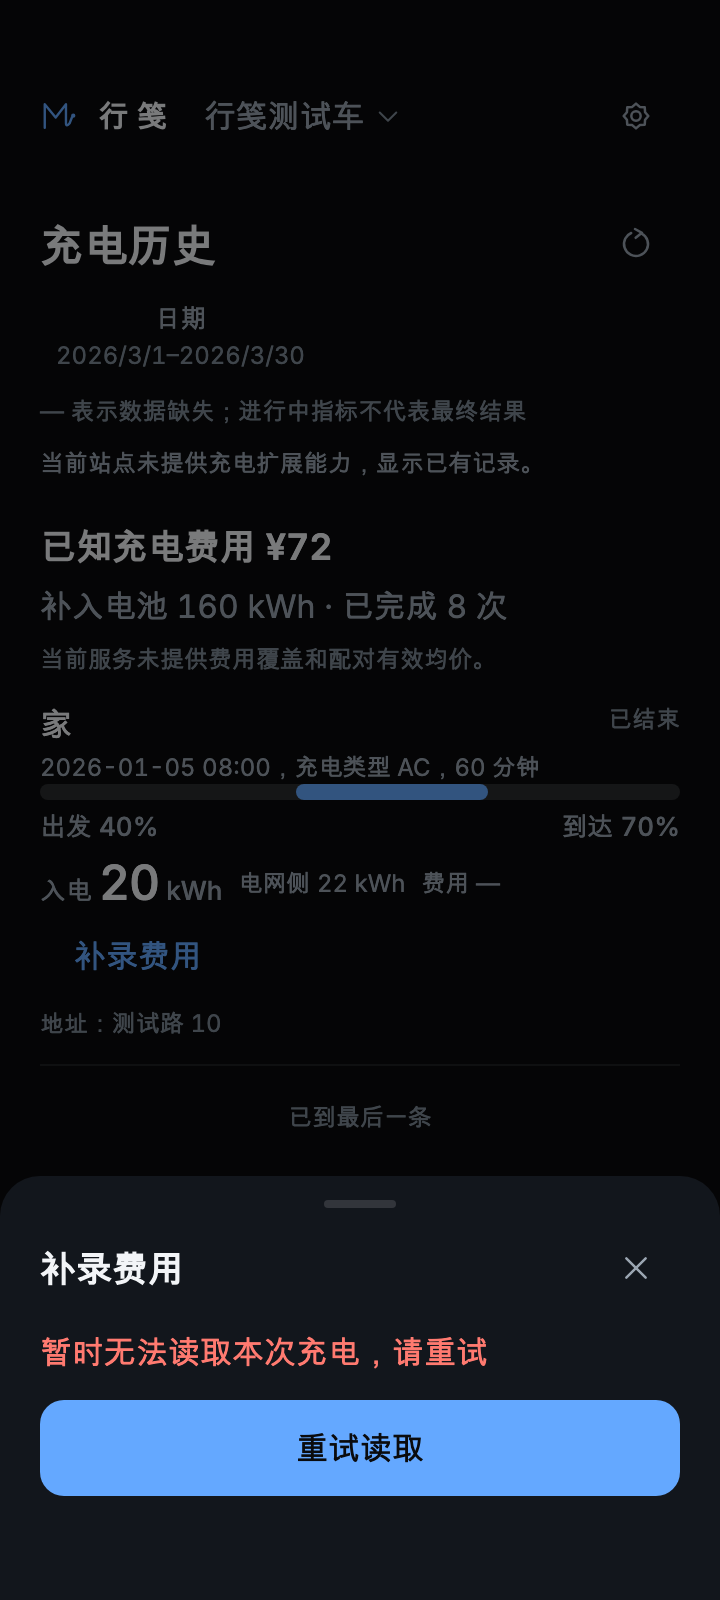 行笺 行笺测试车
充电历史
日期
2026/3/1–2026/3/30
— 表示数据缺失；进行中指标不代表最终结果
当前站点未提供充电扩展能力，显示已有记录。
已知充电费用 ¥72
补入电池 160 kWh · 已完成 8 次
当前服务未提供费用覆盖和配对有效均价。
家 已结束
2026-01-05 08:00，充电类型 AC，60 分钟
出发 40% 到达 70%
入电 20 kWh 电网侧 22 kWh 费用 —
补录费用
地址：测试路 10
已到最后一条
补录费用
暂时无法读取本次充电，请重试
重试读取